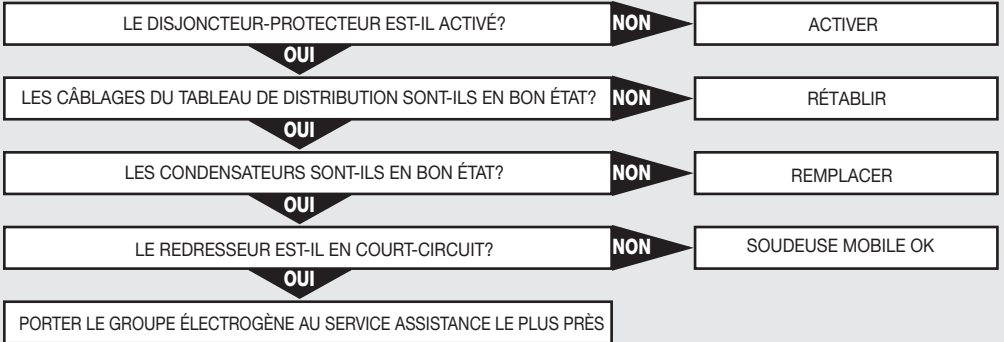 LE DISJONCTEUR-PROTECTEUR EST-IL ACTIVÉ?
NON
ACTIVER
OUI
LES CÂBLAGES DU TABLEAU DE DISTRIBUTION SONT-ILS EN BON ÉTAT?
NON
RÉTABLIR
OUI
LES CONDENSATEURS SONT-ILS EN BON ÉTAT?
NON
REMPLACER
OUI
LE REDRESSEUR EST-IL EN COURT-CIRCUIT?
NON
SOUDEUSE MOBILE OK
OUI
PORTER LE GROUPE ÉLECTROGÈNE AU SERVICE ASSISTANCE LE PLUS PRÈS